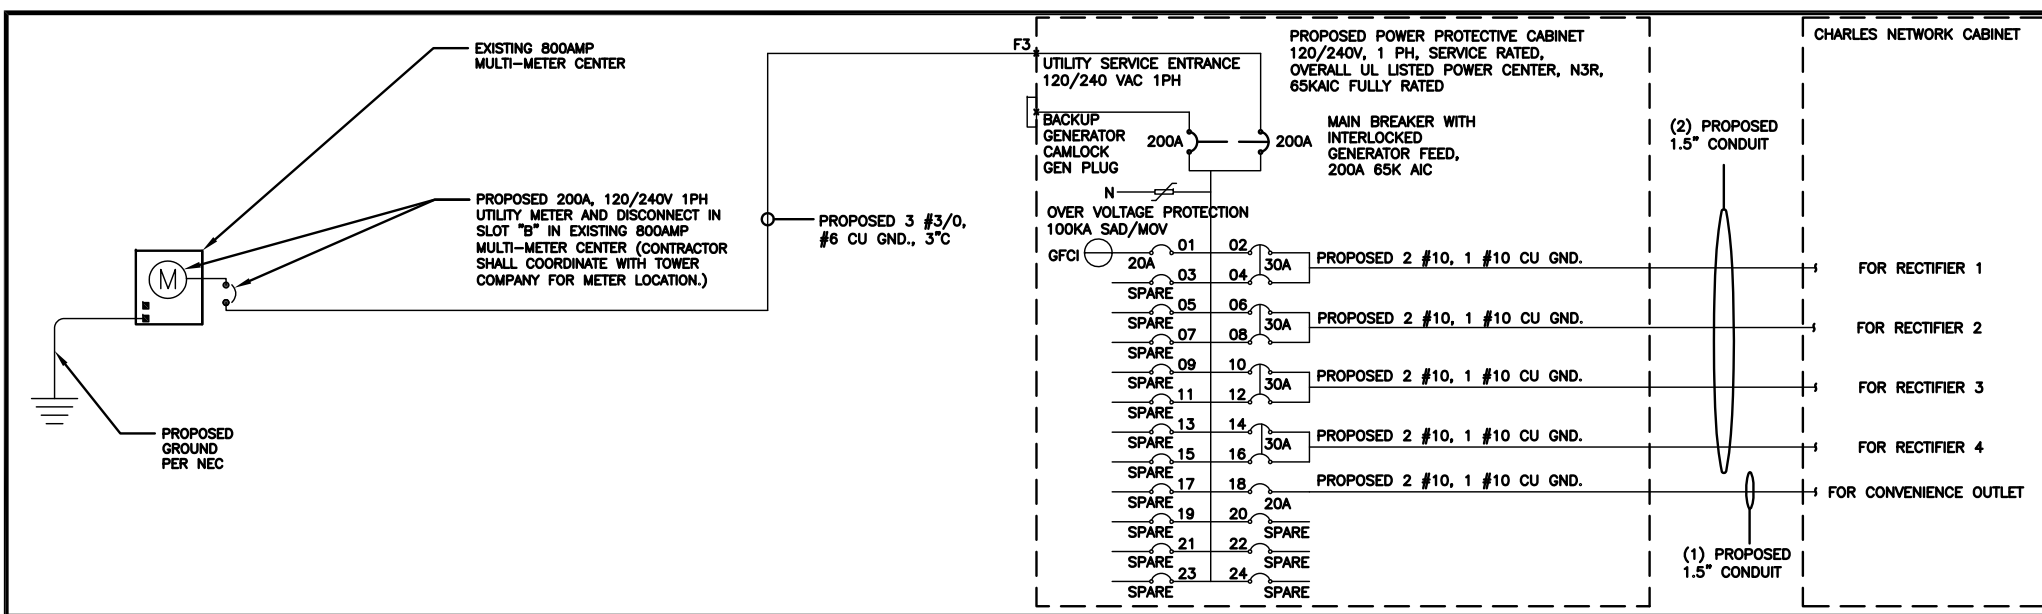 EXISTING 800AMP
MULTI-METER CENTER
PROPOSED 200A, 120/240V 1PH
UTILITY METER AND DISCONNECT IN
SLOT "B" IN EXISTING 800AMP
MULTI-METER CENTER (CONTRACTOR
SHALL COORDINATE WITH TOWER
COMPANY FOR METER LOCATION.)
M
PROPOSED
GROUND
PER NEC
PROPOSED 3 #3/0,
#6 CU GND., 3"C
F3
UTILITY SERVICE ENTRANCE
120/240 VAC 1PH
BACKUP
GENERATOR
CAMLOCK
GEN PLUG
200A
200A
PROPOSED POWER PROTECTIVE CABINET
120/240V, 1 PH, SERVICE RATED,
OVERALL UL LISTED POWER CENTER, N3R,
65KAIC FULLY RATED
MAIN BREAKER WITH
INTERLOCKED
GENERATOR FEED,
200A 65K AIC
N
OVER VOLTAGE PROTECTION
100KA SAD/MOV
GFCI
01 02
20A 30A
PROPOSED 2 #10, 1 #10 CU GND.
03 04
SPARE
05 06
SPARE 30A
PROPOSED 2 #10, 1 #10 CU GND.
07 08
SPARE
09 10
SPARE 30A
PROPOSED 2 #10, 1 #10 CU GND.
11 12
SPARE
13 14
SPARE 30A
PROPOSED 2 #10, 1 #10 CU GND.
15 16
SPARE
17 18
SPARE 20A
PROPOSED 2 #10, 1 #10 CU GND.
19 20
SPARE SPARE
21 22
SPARE SPARE
23 24
SPARE SPARE
(2) PROPOSED
1.5" CONDUIT
(1) PROPOSED
1.5" CONDUIT
CHARLES NETWORK CABINET
FOR RECTIFIER 1
FOR RECTIFIER 2
FOR RECTIFIER 3
FOR RECTIFIER 4
FOR CONVENIENCE OUTLET